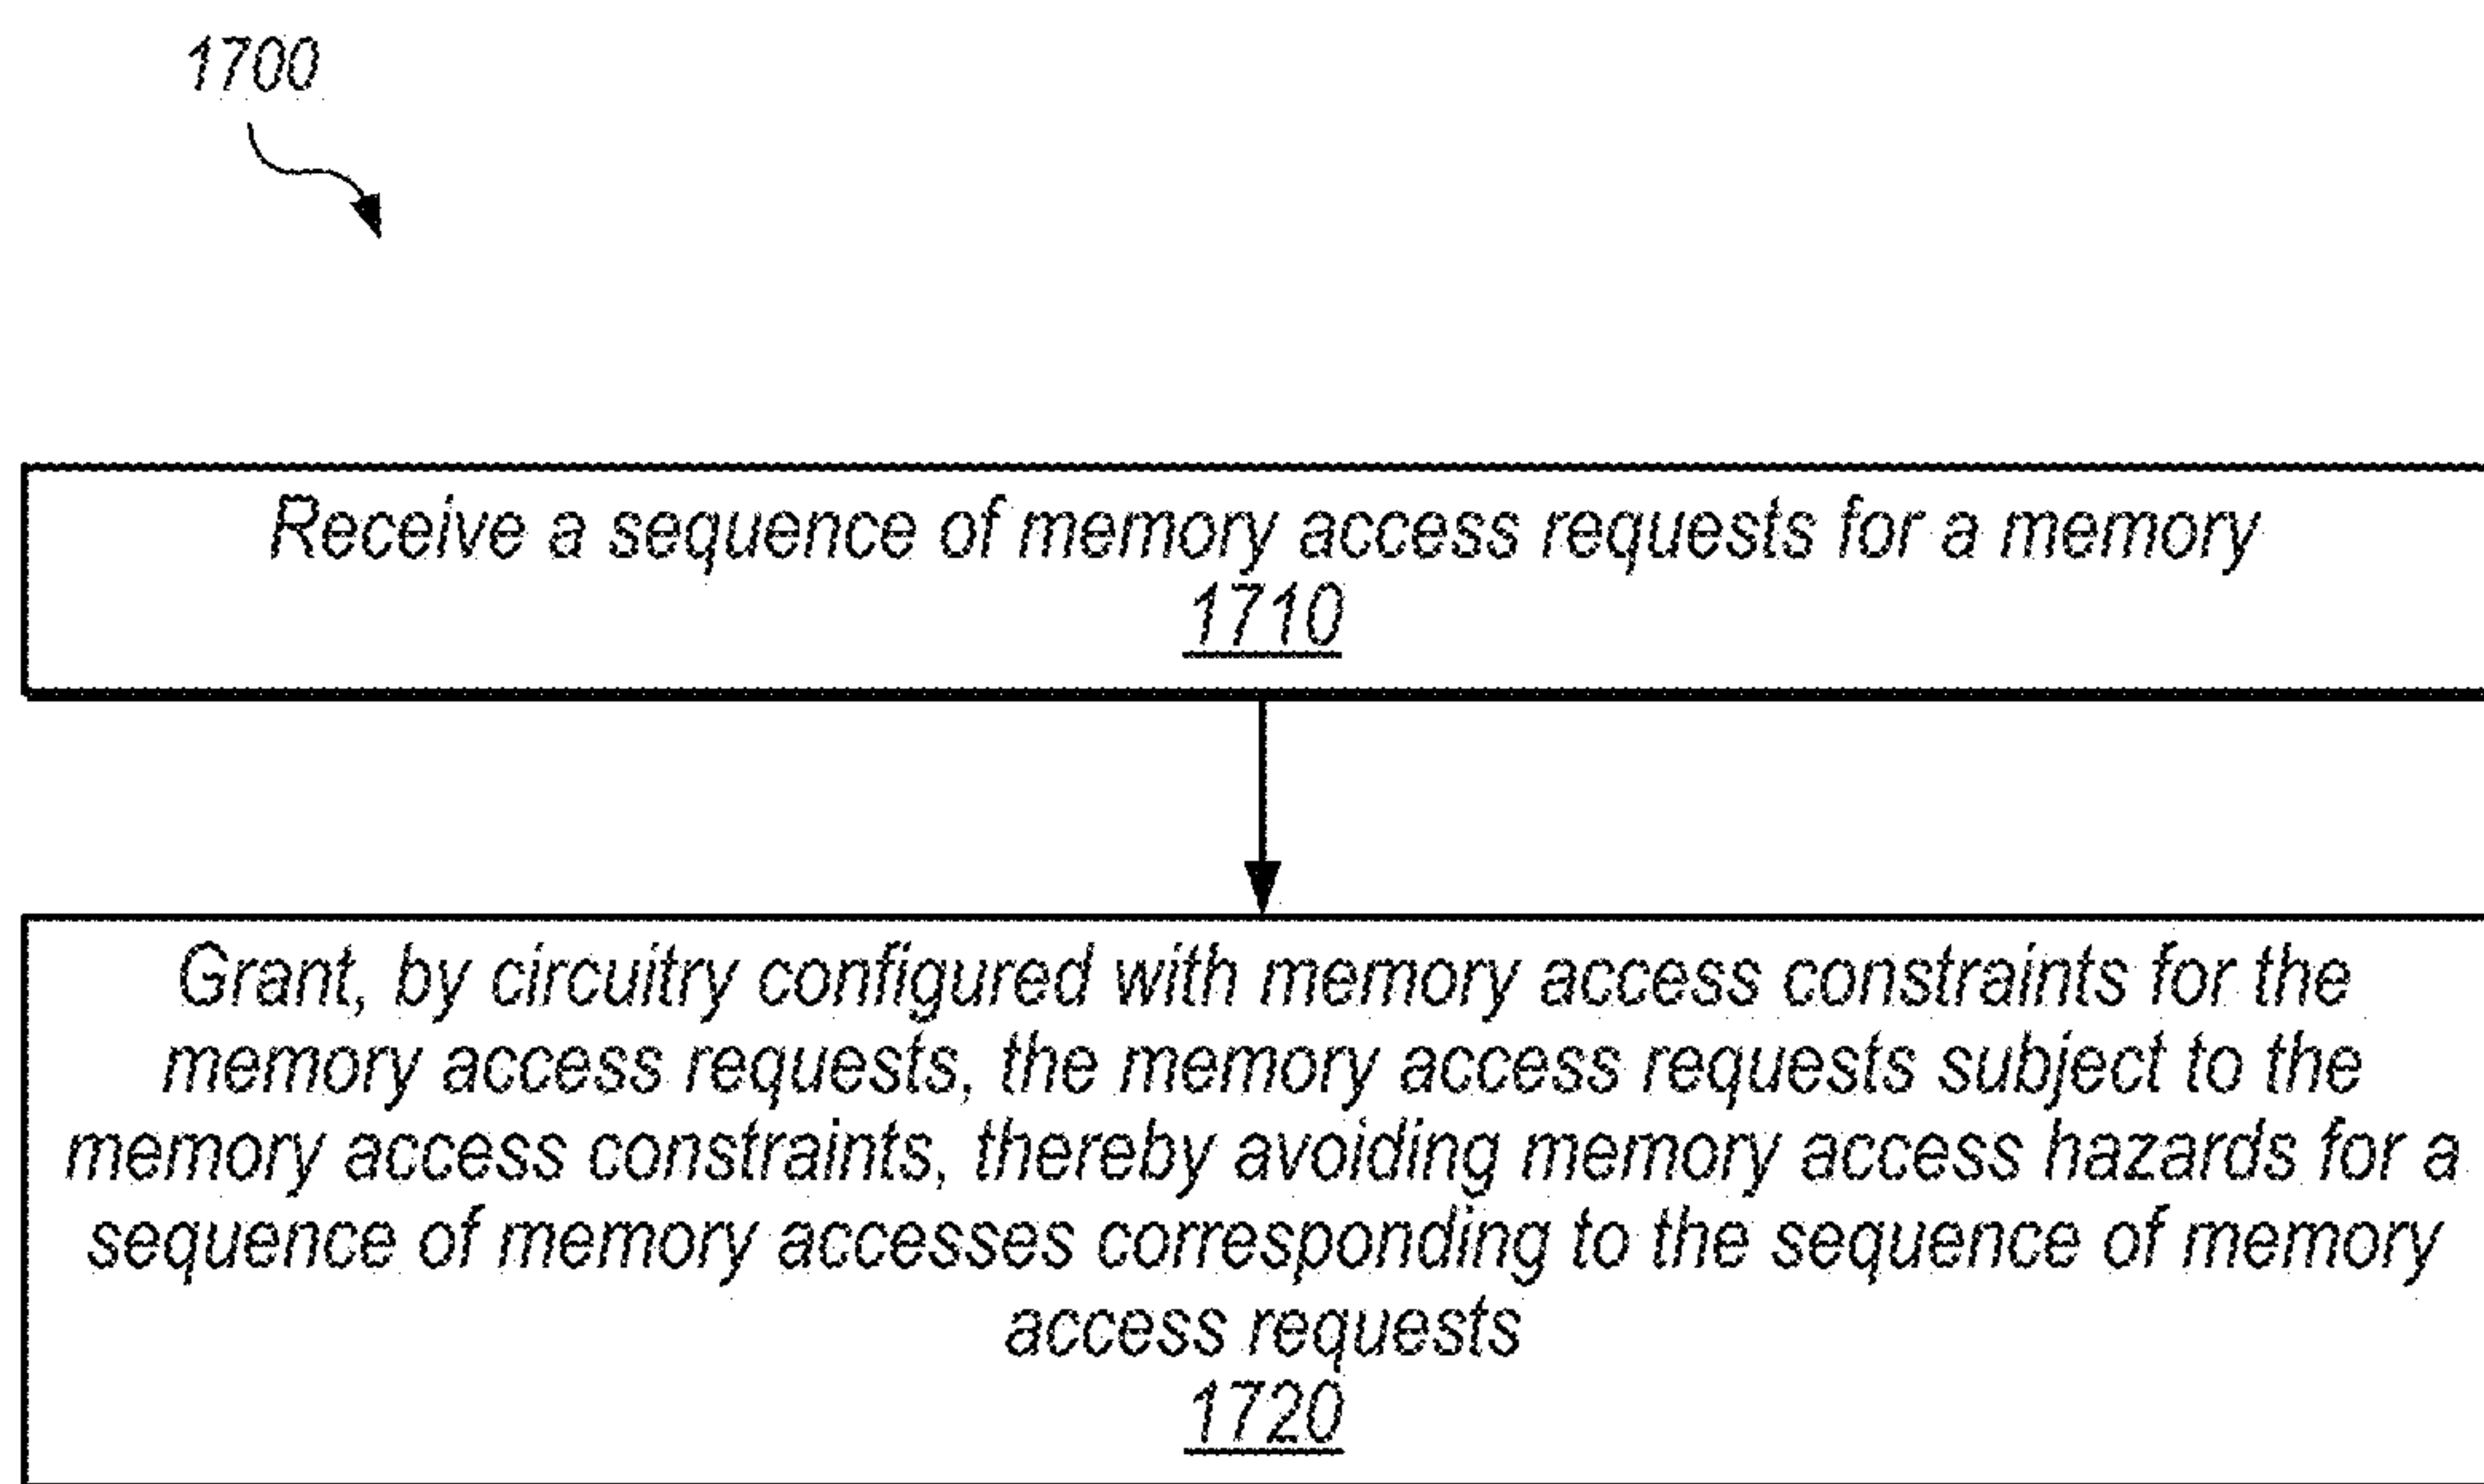 1700
Receive a sequence of memory access requests for a memory
1710
Grant, by circuitry configured with memory access constraints for the
memory access requests, the memory access requests subject to the
memory access constraints, thereby avoiding memory access hazards for a
sequence of memory accesses corresponding to the sequence of memory
access requests
1720